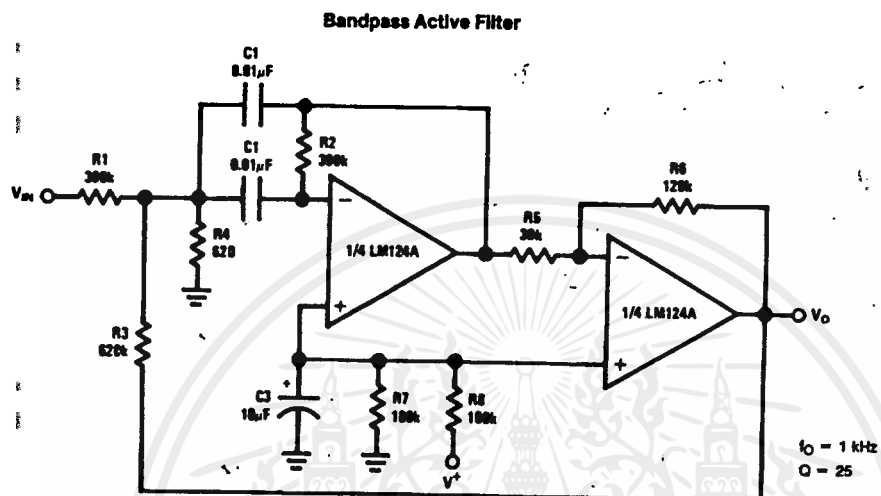 Bandpass Active Filter
C1
0.01µF
C1
0.01µF
R2
390k
R1
390k
VIN
R4
620
R3
620k
1/4 LM124A
R5
39k
R6
120k
1/4 LM124A
VO
C3
10µF
R7
100k
R8
100k
V+
fO = 1 kHz
Q = 25